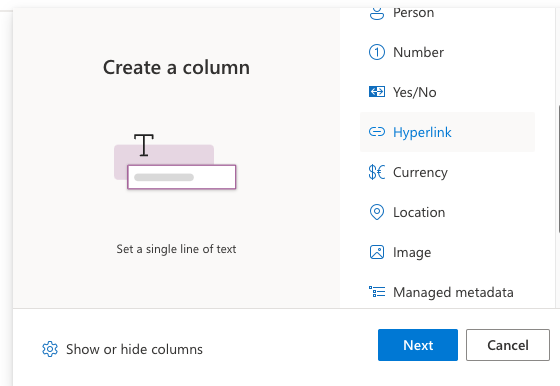 Create a column
Set a single line of text
Person
Number
Yes/No
Hyperlink
Currency
Location
Image
Managed metadata
Show or hide columns
Next
Cancel